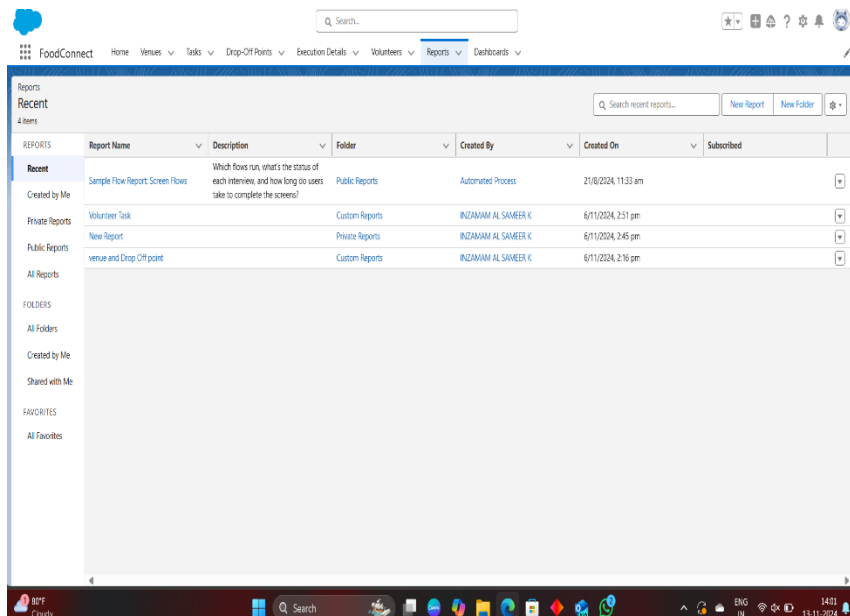 Search...
FoodConnect Home Venues Tasks Drop-Off Points Execution Details Volunteers Reports Dashboards
Reports
Recent
4 items
Search recent reports...
New Report New Folder
REPORTS
Recent
Created by Me
Private Reports
Public Reports
All Reports
FOLDERS
All Folders
Created by Me
Shared with Me
FAVORITES
All Favorites
Report Name Description Folder Created By Created On Subscribed
Sample Flow Report: Screen Flows
Which flows run, what's the status of
each interview, and how long do users
take to complete the screens?
Public Reports Automated Process 21/8/2024, 11:33 am
Volunteer Task Custom Reports INZAMAM AL SAMEER K 6/11/2024, 2:51 pm
New Report Private Reports INZAMAM AL SAMEER K 6/11/2024, 2:45 pm
venue and Drop Off point Custom Reports INZAMAM AL SAMEER K 6/11/2024, 2:16 pm
80°F
Cloudy
Search
ENG
IN
14:01
13-11-2024